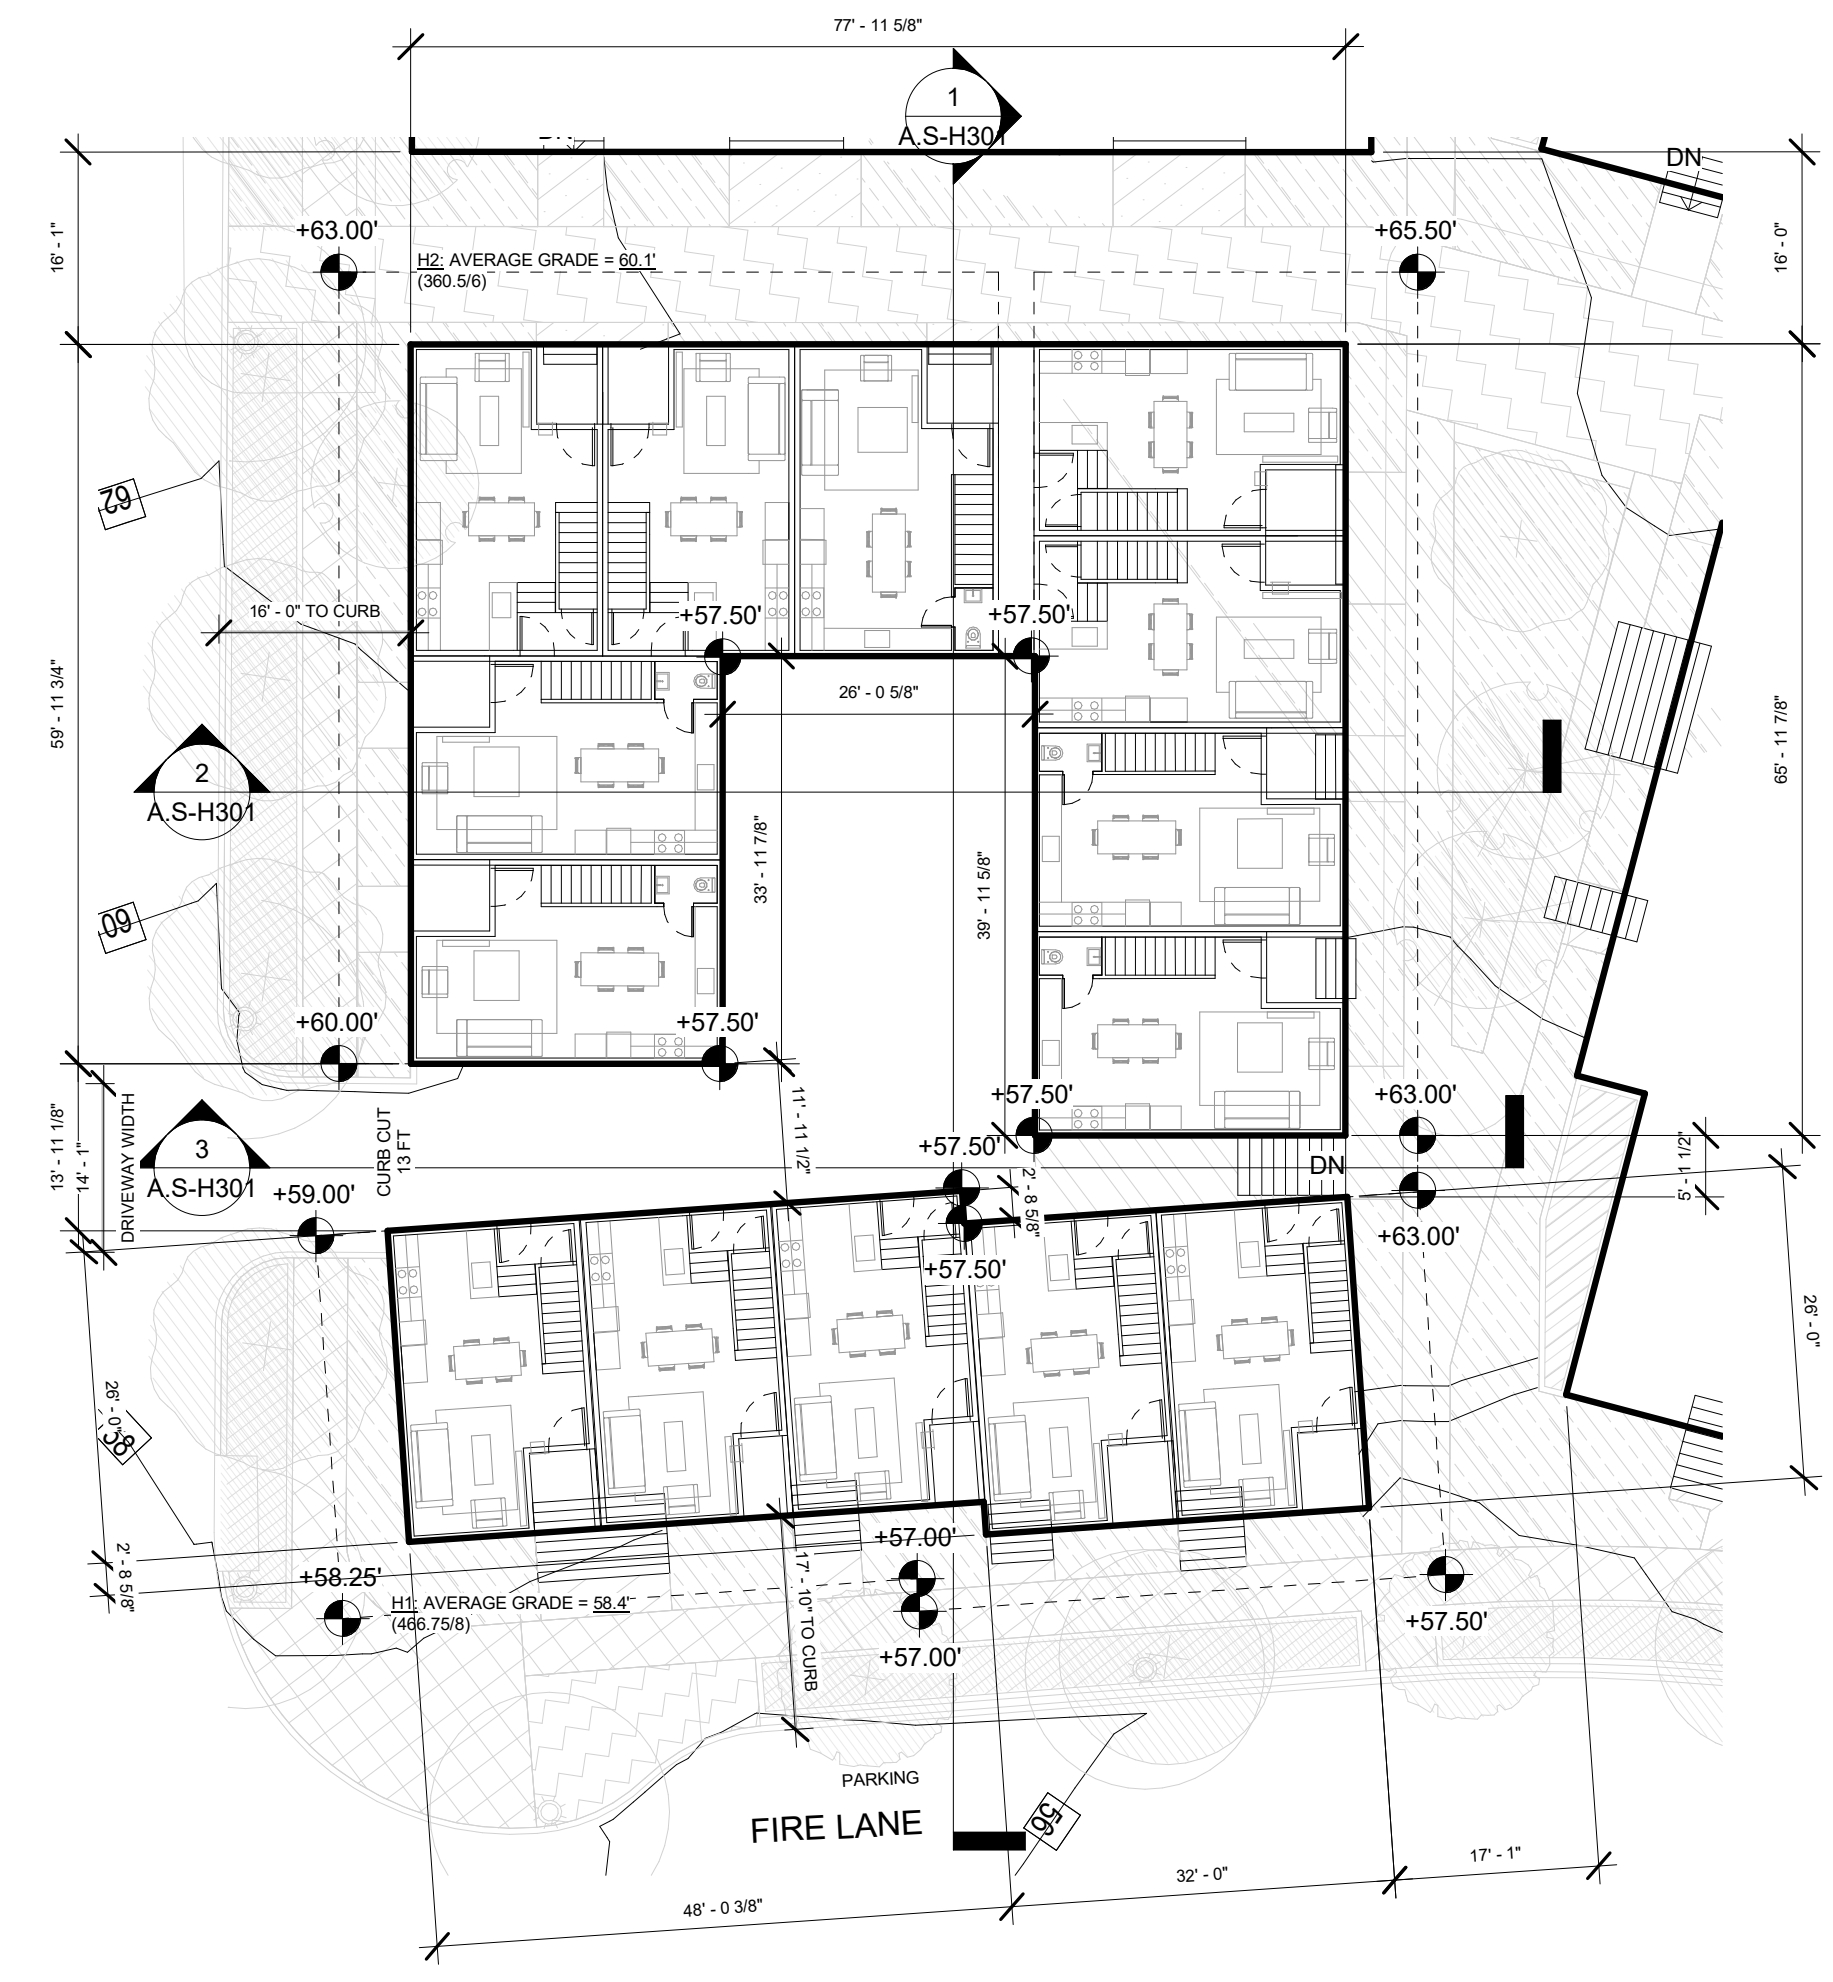 77' - 11 5/8"
1
A.S-H301
DN
DN
16' - 1"
+63.00'
H2: AVERAGE GRADE = 60.1'
(360.5/6)
+65.50'
16' - 0"
62
16' - 0" TO CURB
+57.50'
+57.50'
26' - 0 5/8"
59' - 11 3/4"
65' - 11 7/8"
2
A.S-H301
33' - 11 7/8"
39' - 11 5/8"
60
+60.00'
+57.50'
+57.50'
+63.00'
13' - 11 1/8"
14' - 1"
DRIVEWAY WIDTH
CURB CUT
13 FT
11' - 11 1/2"
3
A.S-H301
+59.00'
+57.50'
2' - 8 5/8"
DN
5' - 1 1/2"
+63.00'
+57.50'
26' - 0"
26' - 0"
58
2' - 8 5/8"
+58.25'
H1: AVERAGE GRADE = 58.4'
(466.75/8)
+57.00'
17' - 10" TO CURB
+57.00'
+57.50'
PARKING
FIRE LANE
56
48' - 0 3/8"
32' - 0"
17' - 1"